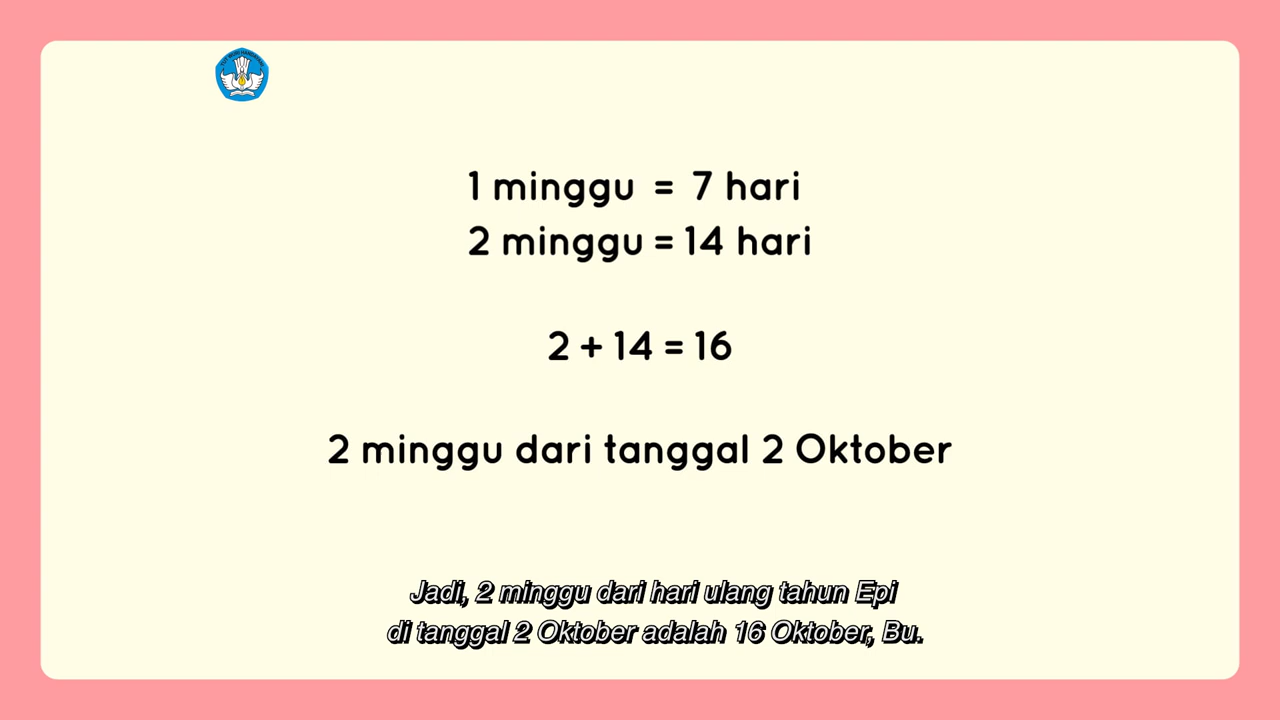 1 minggu = 7 hari
2 minggu = 14 hari
2 + 14 = 16
2 minggu dari tanggal 2 Oktober
Jadi, 2 minggu dari hari ulang tahun Epi
di tanggal 2 Oktober adalah 16 Oktober, Bu.